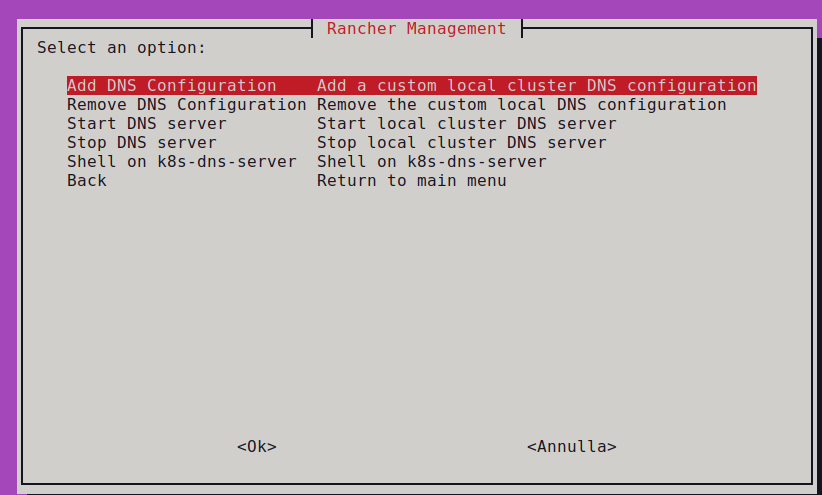 Rancher Management
Select an option:
Add DNS Configuration Add a custom local cluster DNS configuration
Remove DNS Configuration Remove the custom local DNS configuration
Start DNS server Start local cluster DNS server
Stop DNS server Stop local cluster DNS server
Shell on k8s-dns-server Shell on k8s-dns-server
Back Return to main menu
<Ok> <Annulla>